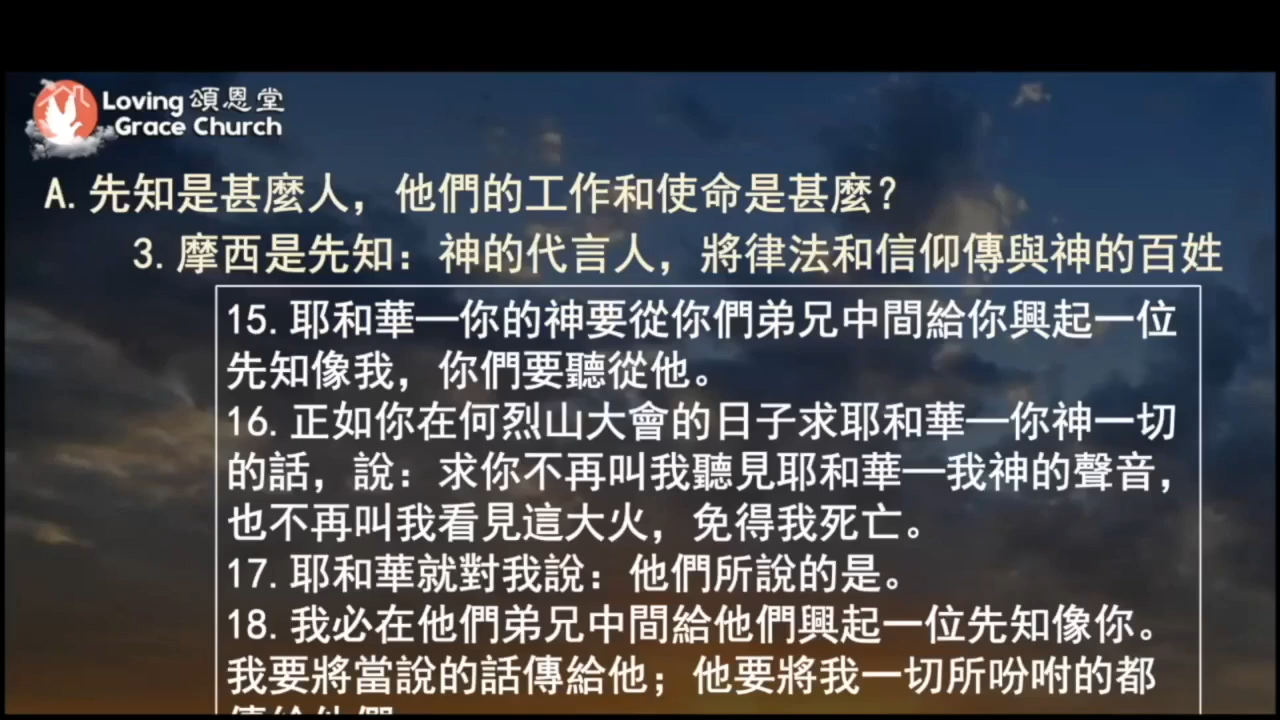 Loving 頌恩堂
Grace Church
A. 先知是甚麼人，他們的工作和使命是甚麼？
3. 摩西是先知：神的代言人，將律法和信仰傳與神的百姓
15. 耶和華—你的神要從你們弟兄中間給你興起一位
先知像我，你們要聽從他。
16. 正如你在何烈山大會的日子求耶和華—你神一切
的話，說：求你不再叫我聽見耶和華—我神的聲音，
也不再叫我看見這大火，免得我死亡。
17. 耶和華就對我說：他們所說的是。
18. 我必在他們弟兄中間給他們興起一位先知像你。
我要將當說的話傳給他；他要將我一切所吩咐的都